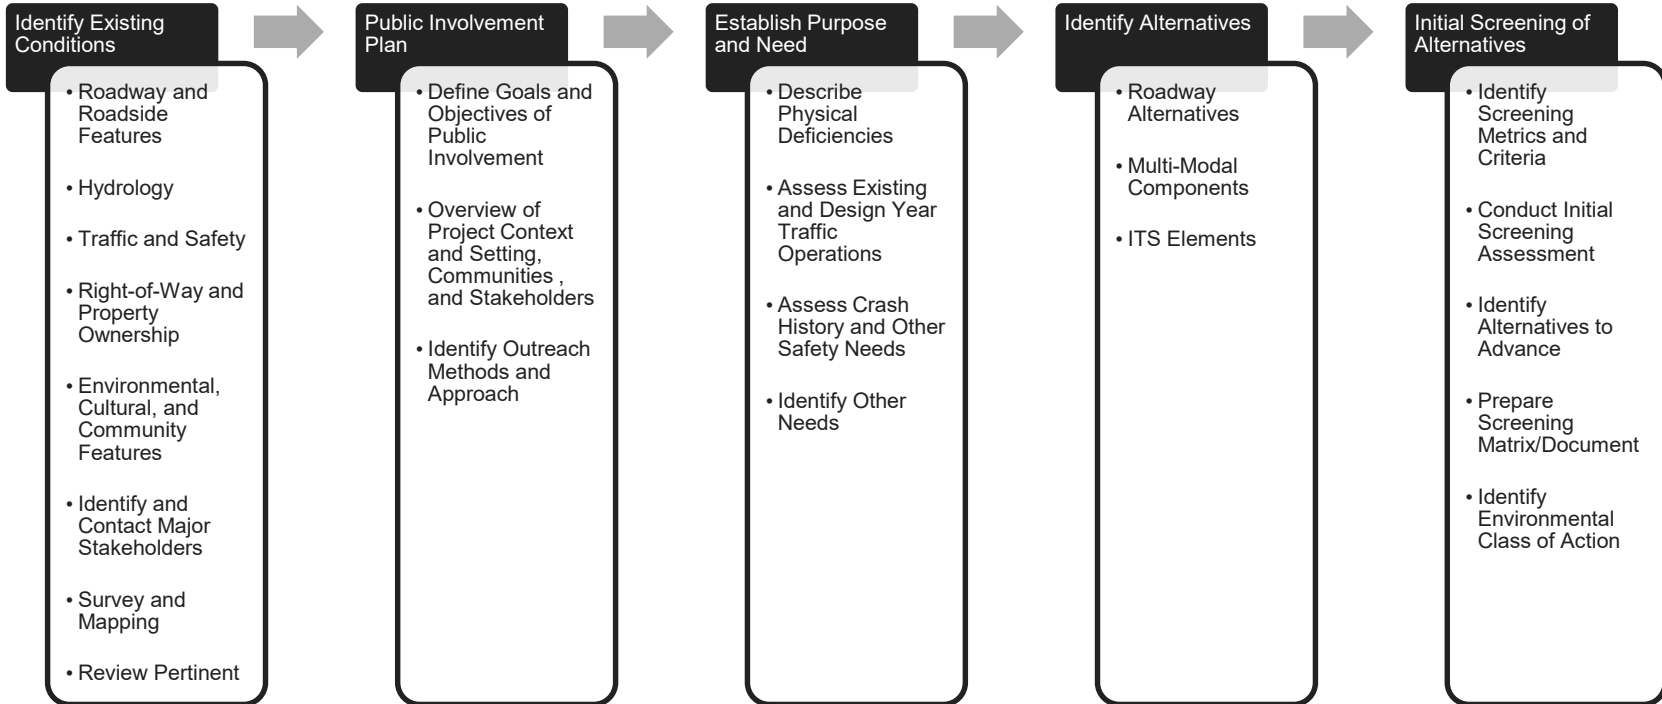 Identify Existing
Conditions
• Roadway and
Roadside
Features
• Hydrology
• Traffic and Safety
• Right-of-Way and
Property
Ownership
• Environmental,
Cultural, and
Community
Features
• Identify and
Contact Major
Stakeholders
• Survey and
Mapping
• Review Pertinent
Public Involvement
Plan
• Define Goals and
Objectives of
Public
Involvement
• Overview of
Project Context
and Setting,
Communities ,
and Stakeholders
• Identify Outreach
Methods and
Approach
Establish Purpose
and Need
• Describe
Physical
Deficiencies
• Assess Existing
and Design Year
Traffic
Operations
• Assess Crash
History and Other
Safety Needs
• Identify Other
Needs
Identify Alternatives
• Roadway
Alternatives
• Multi-Modal
Components
• ITS Elements
Initial Screening of
Alternatives
• Identify
Screening
Metrics and
Criteria
• Conduct Initial
Screening
Assessment
• Identify
Alternatives to
Advance
• Prepare
Screening
Matrix/Document
• Identify
Environmental
Class of Action